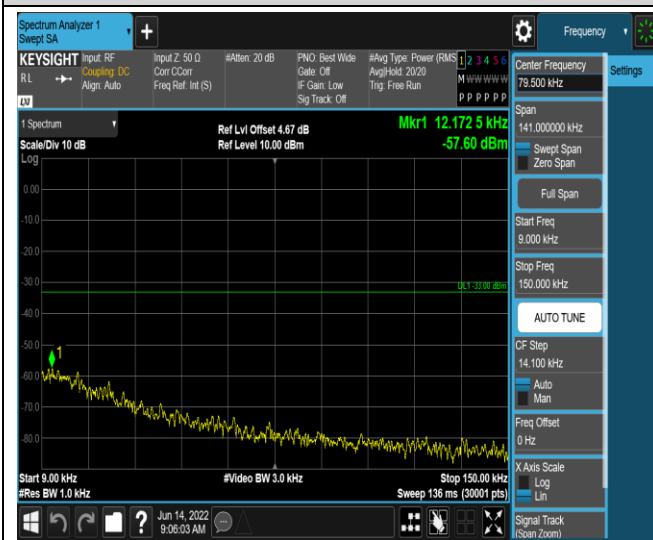 Spectrum Analyzer 1
Swept SA
+
Frequency
Settings
KEYSIGHT
RL
LXI
Input: RF
Coupling: DC
Align: Auto
Input Z: 50 Ω
Corr CCorr
Freq Ref: Int (S)
#Atten: 20 dB
PNO: Best Wide
Gate: Off
IF Gain: Low
Sig Track: Off
#Avg Type: Power (RMS
Avg|Hold: 20/20
Trig: Free Run
1 2 3 4 5 6
M W W W W W
P P P P P P
1 Spectrum
Scale/Div 10 dB
Log
Ref Lvl Offset 4.67 dB
Ref Level 10.00 dBm
Mkr1 12.172 5 kHz
-57.60 dBm
0.00
-10.0
-20.0
-30.0
-40.0
-50.0
-60.0
-70.0
-80.0
DL1 -33.00 dBm
1
Start 9.00 kHz
#Res BW 1.0 kHz
#Video BW 3.0 kHz
Stop 150.00 kHz
Sweep 136 ms (30001 pts)
?
Jun 14, 2022
9:06:03 AM
Center Frequency
79.500 kHz
Span
141.000000 kHz
Swept Span
Zero Span
Full Span
Start Freq
9.000 kHz
Stop Freq
150.000 kHz
AUTO TUNE
CF Step
14.100 kHz
Auto
Man
Freq Offset
0 Hz
X Axis Scale
Log
Lin
Signal Track
(Span Zoom)